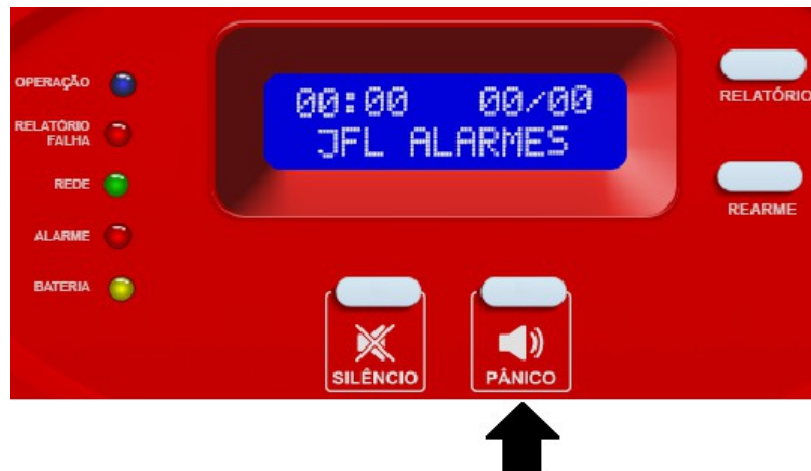 OPERAÇÃO
RELATÓRIO
FALHA
REDE
ALARME
BATERIA
00:00 00/00
JFL ALARMES
RELATÓRIO
REARME
SILÊNCIO
PÂNICO